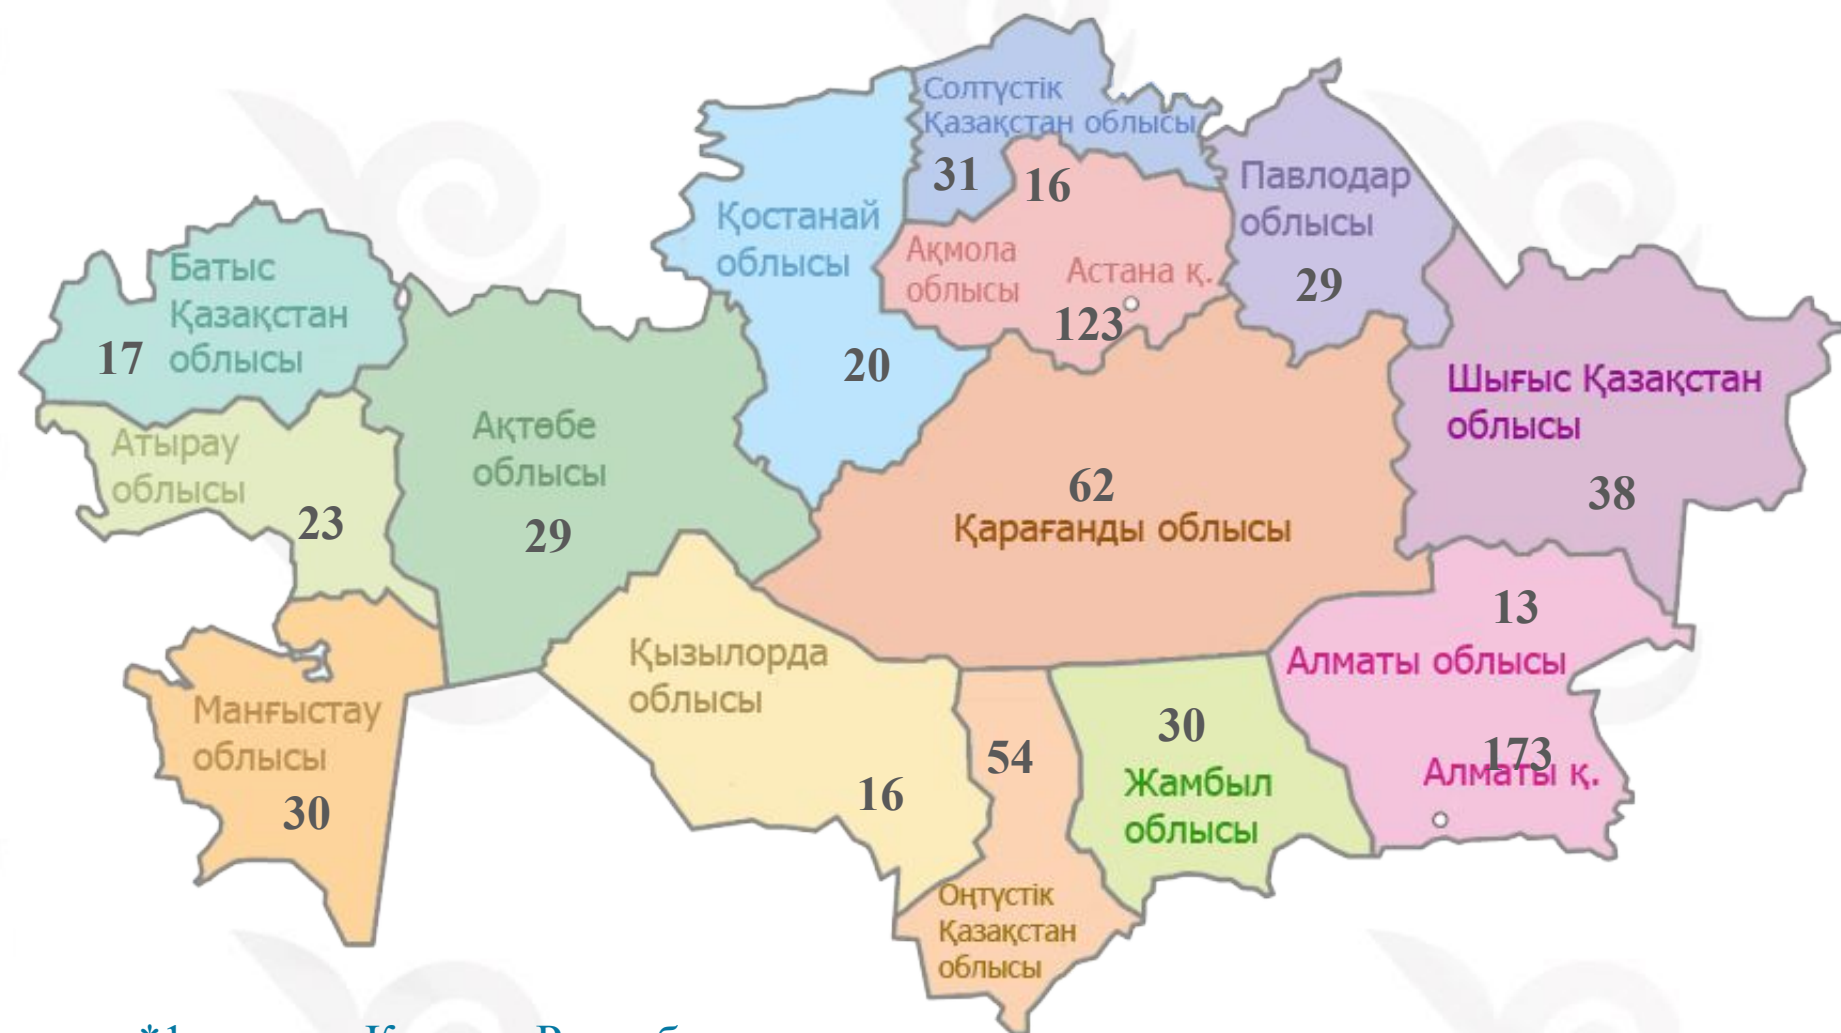 Солтүстік
Қазақстан облысы
31
16
Павлодар
облысы
29
Қостанай
облысы
20
Ақмола
облысы
Астана қ.
123
Батыс
Қазақстан
облысы
17
Атырау
облысы
23
Ақтөбе
облысы
29
62
Қарағанды облысы
Шығыс Қазақстан
облысы
38
13
Алматы облысы
173
Алматы қ.
Маңғыстау
облысы
30
Қызылорда
облысы
16
54
Оңтүстік
Қазақстан
облысы
30
Жамбыл
облысы